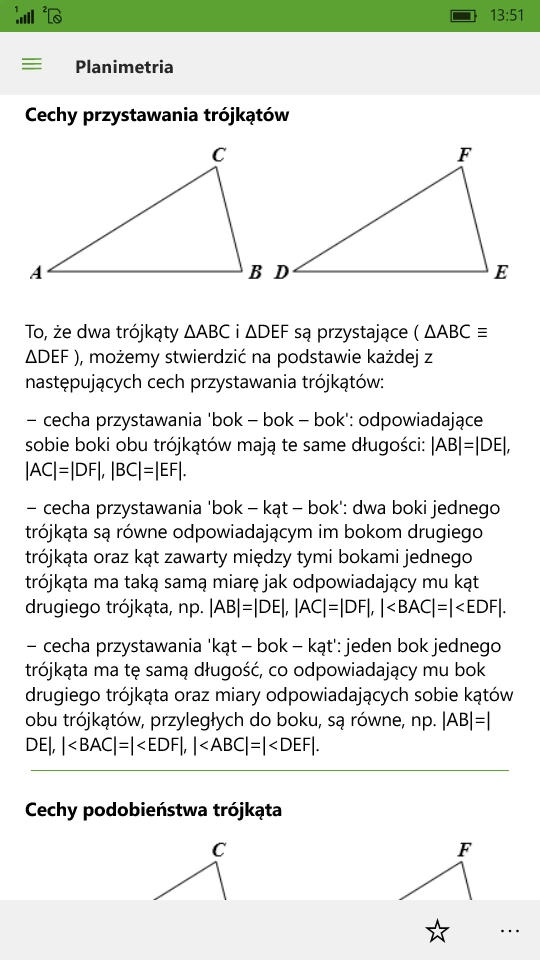 1 2 13:51
Planimetria
Cechy przystawania trójkątów
C F
A B D E
To, że dwa trójkąty ΔABC i ΔDEF są przystające ( ΔABC ≡
ΔDEF ), możemy stwierdzić na podstawie każdej z
następujących cech przystawania trójkątów:
− cecha przystawania 'bok – bok – bok': odpowiadające
sobie boki obu trójkątów mają te same długości: |AB|=|DE|,
|AC|=|DF|, |BC|=|EF|.
− cecha przystawania 'bok – kąt – bok': dwa boki jednego
trójkąta są równe odpowiadającym im bokom drugiego
trójkąta oraz kąt zawarty między tymi bokami jednego
trójkąta ma taką samą miarę jak odpowiadający mu kąt
drugiego trójkąta, np. |AB|=|DE|, |AC|=|DF|, |<BAC|=|<EDF|.
− cecha przystawania 'kąt – bok – kąt': jeden bok jednego
trójkąta ma tę samą długość, co odpowiadający mu bok
drugiego trójkąta oraz miary odpowiadających sobie kątów
obu trójkątów, przyległych do boku, są równe, np. |AB|=|
DE|, |<BAC|=|<EDF|, |<ABC|=|<DEF|.
Cechy podobieństwa trójkąta
C F